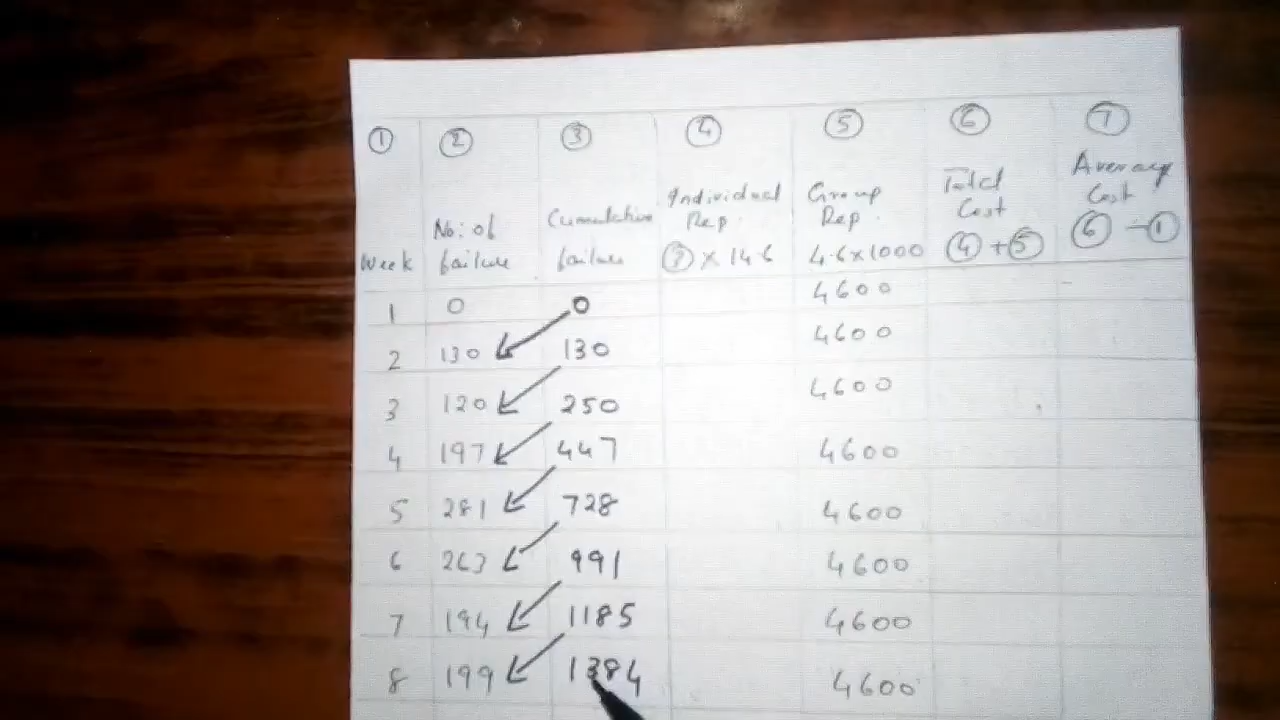 ① ② ③ ④ ⑤ ⑥ ⑦
Week
No: of
failure
Cumulative
failure
Individual
Rep.
③ × 14.6
Group
Rep.
4.6 × 1000
Total
Cost
④ + ⑤
Average
Cost
⑥ ÷ ①
1 0 0 4600
2 130 130 4600
3 120 250 4600
4 197 447 4600
5 281 728 4600
6 263 991 4600
7 194 1185 4600
8 199 1384 4600